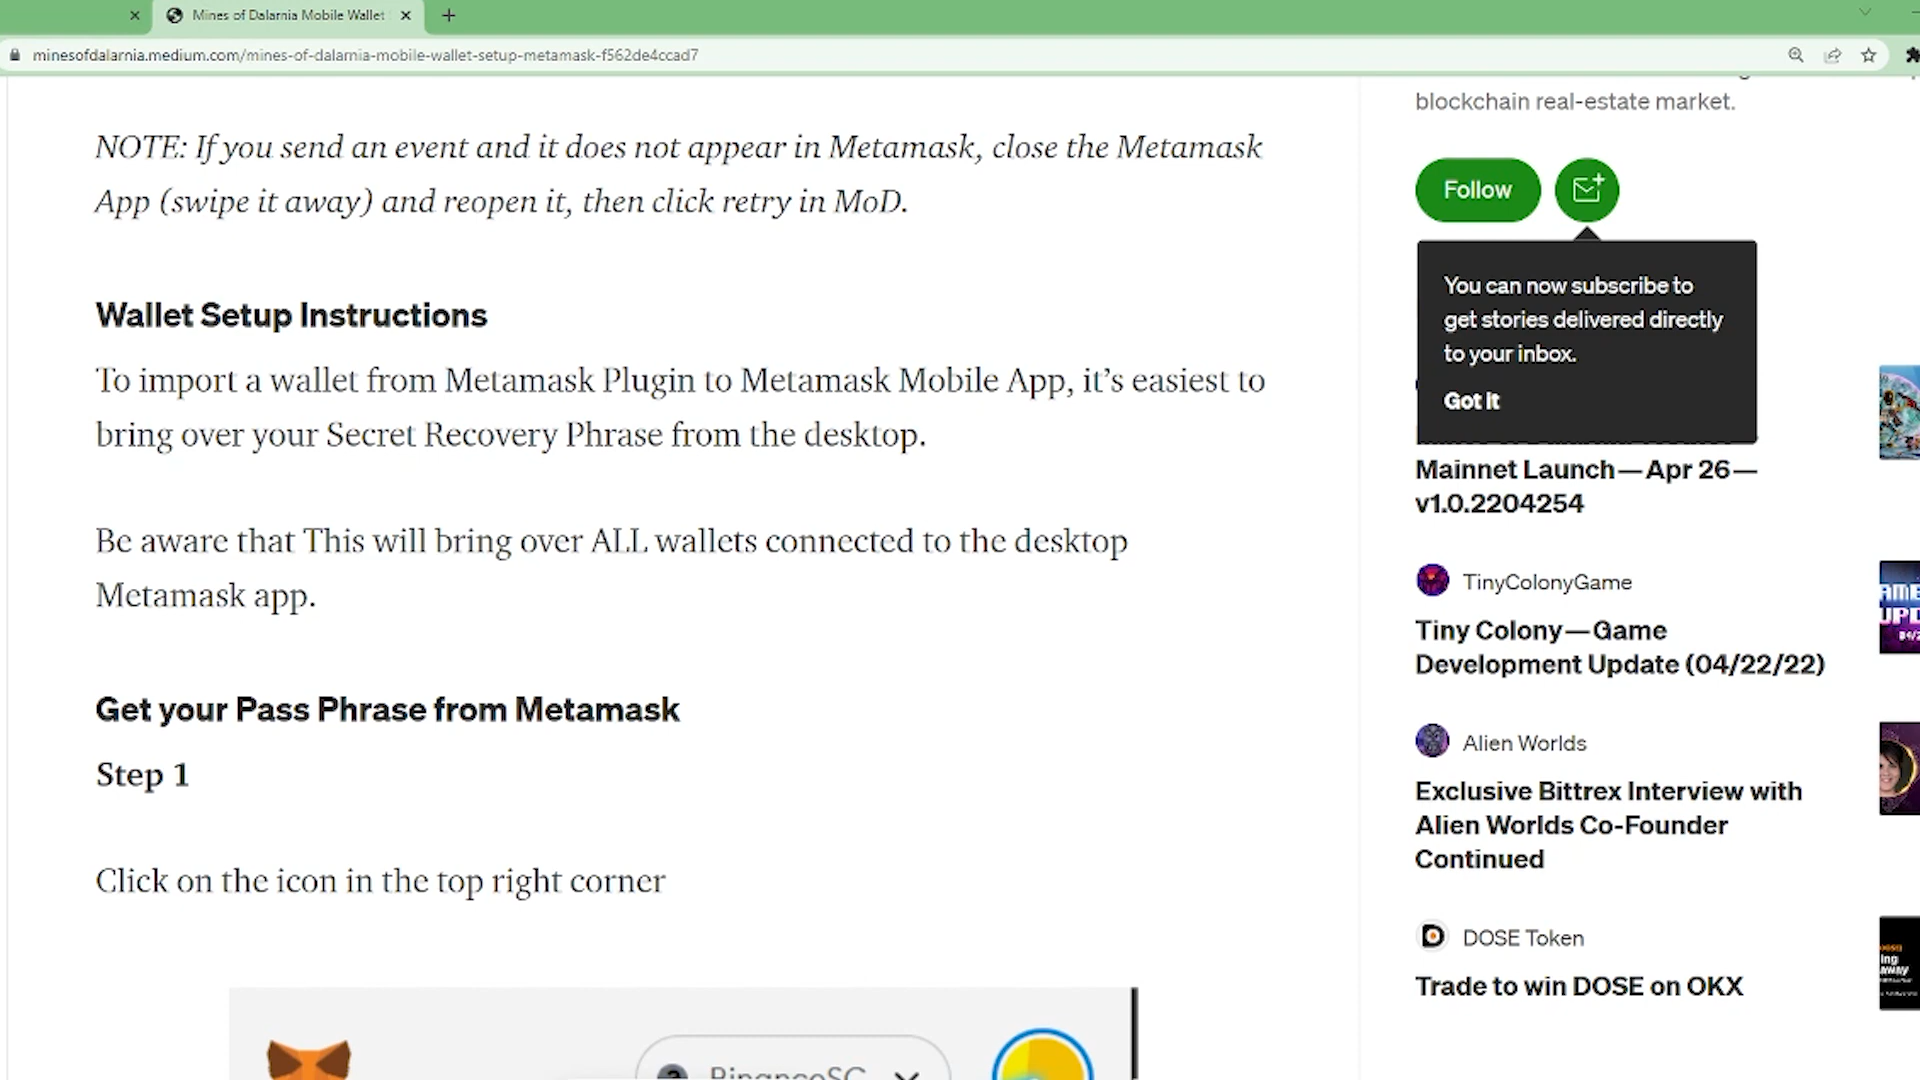 Mines of Dalarnia Mobile Wallet
minesofdalarnia.medium.com/mines-of-dalarnia-mobile-wallet-setup-metamask-f562de4ccad7
NOTE: If you send an event and it does not appear in Metamask, close the Metamask
App (swipe it away) and reopen it, then click retry in MoD.
Wallet Setup Instructions
To import a wallet from Metamask Plugin to Metamask Mobile App, it’s easiest to
bring over your Secret Recovery Phrase from the desktop.
Be aware that This will bring over ALL wallets connected to the desktop
Metamask app.
Get your Pass Phrase from Metamask
Step 1
Click on the icon in the top right corner
BinanceSC
blockchain real-estate market.
Follow
You can now subscribe to
get stories delivered directly
to your inbox.
Got it
Mainnet Launch — Apr 26 —
v1.0.2204254
TinyColonyGame
Tiny Colony — Game
Development Update (04/22/22)
Alien Worlds
Exclusive Bittrex Interview with
Alien Worlds Co-Founder
Continued
DOSE Token
Trade to win DOSE on OKX